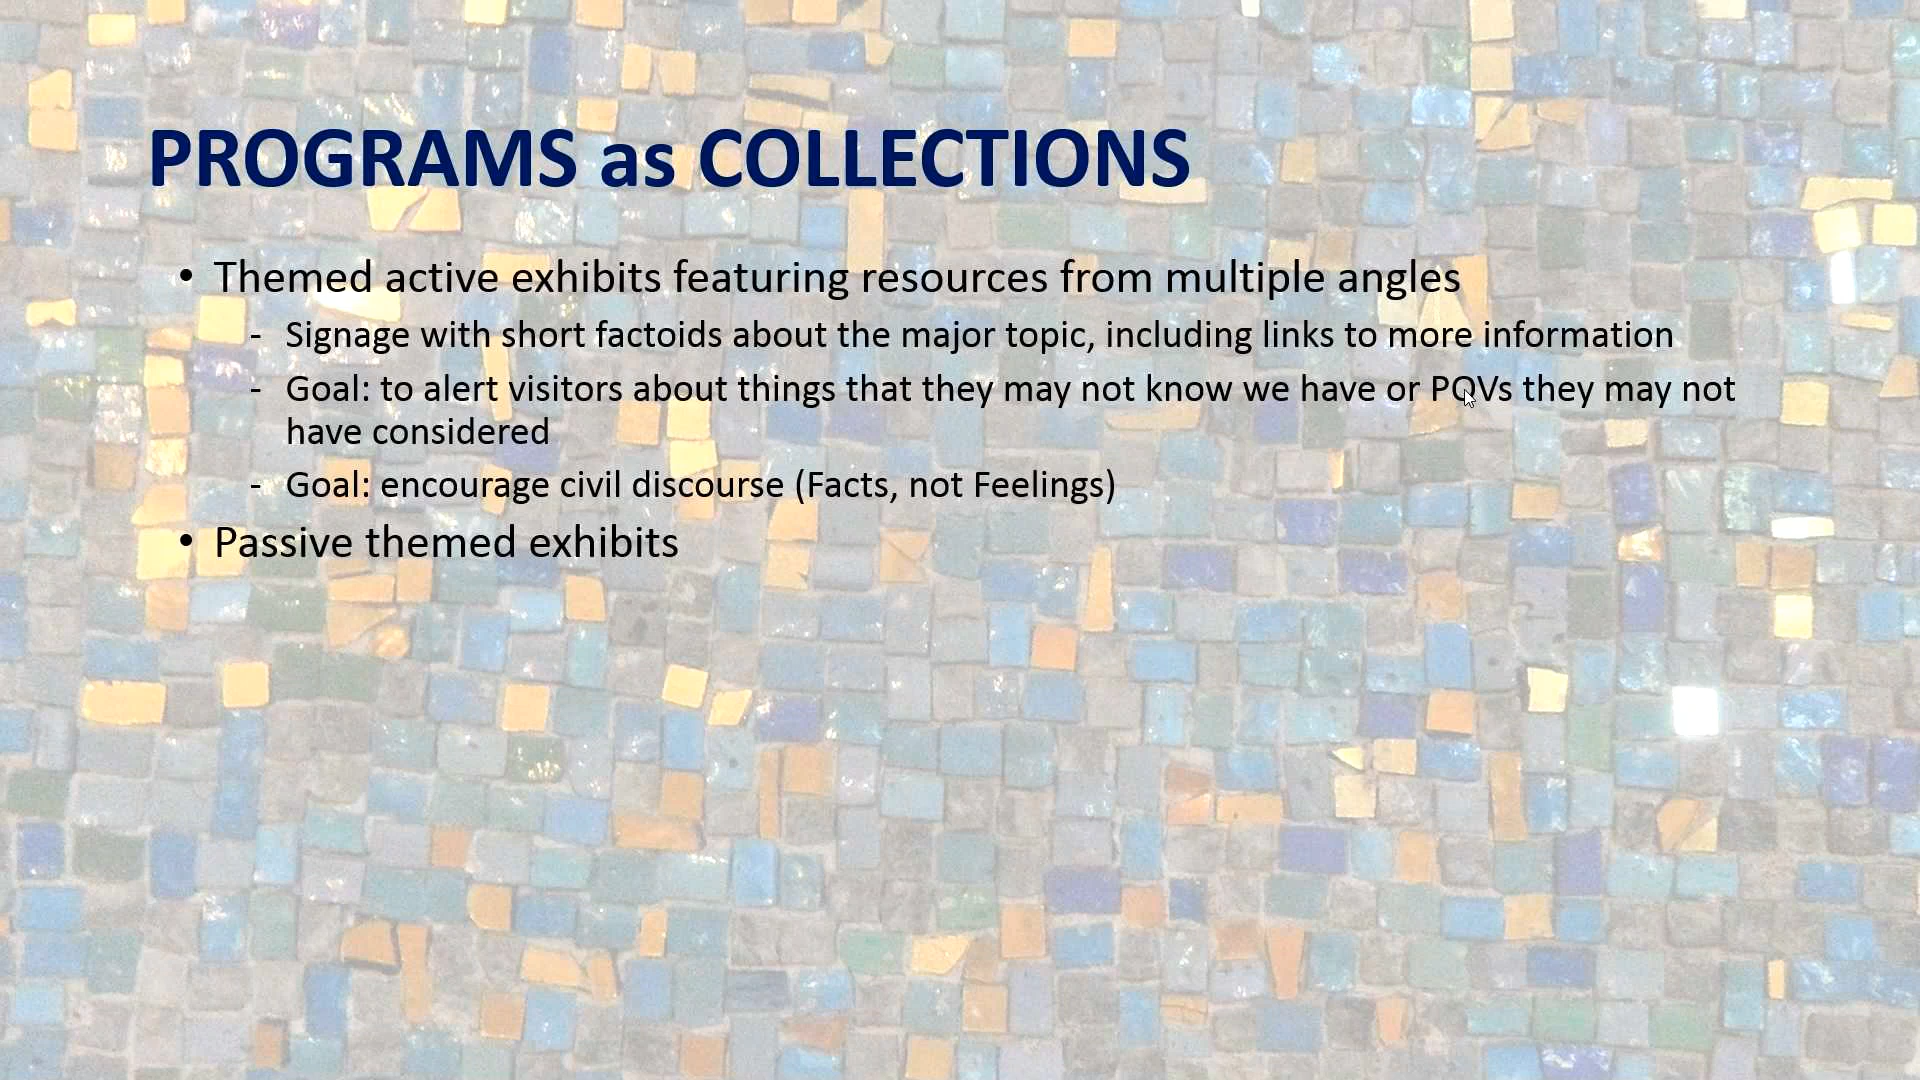 PROGRAMS as COLLECTIONS
• Themed active exhibits featuring resources from multiple angles
- Signage with short factoids about the major topic, including links to more information
- Goal: to alert visitors about things that they may not know we have or POVs they may not
have considered
- Goal: encourage civil discourse (Facts, not Feelings)
• Passive themed exhibits